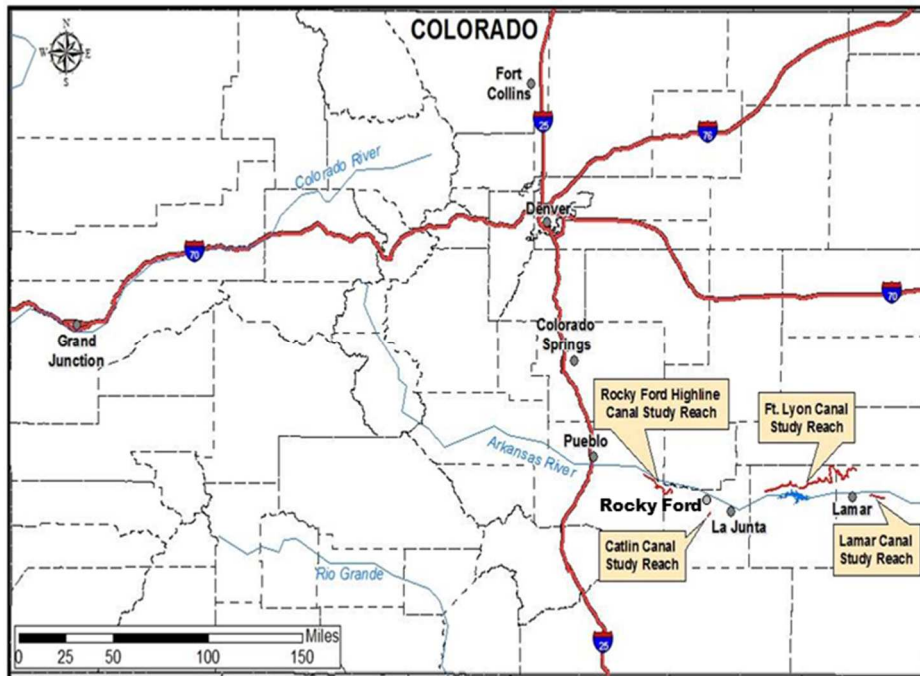 COLORADO
N
W
E
S
Fort
Collins
25
76
Colorado River
Denver
70
70
Grand
Junction
Colorado
Springs
Rocky Ford Highline
Canal Study Reach
Ft. Lyon Canal
Study Reach
Pueblo
Arkansas River
Rocky Ford
La Junta
Lamar
Catlin Canal
Study Reach
Lamar Canal
Study Reach
Rio Grande
25
Miles
0 25 50 100 150